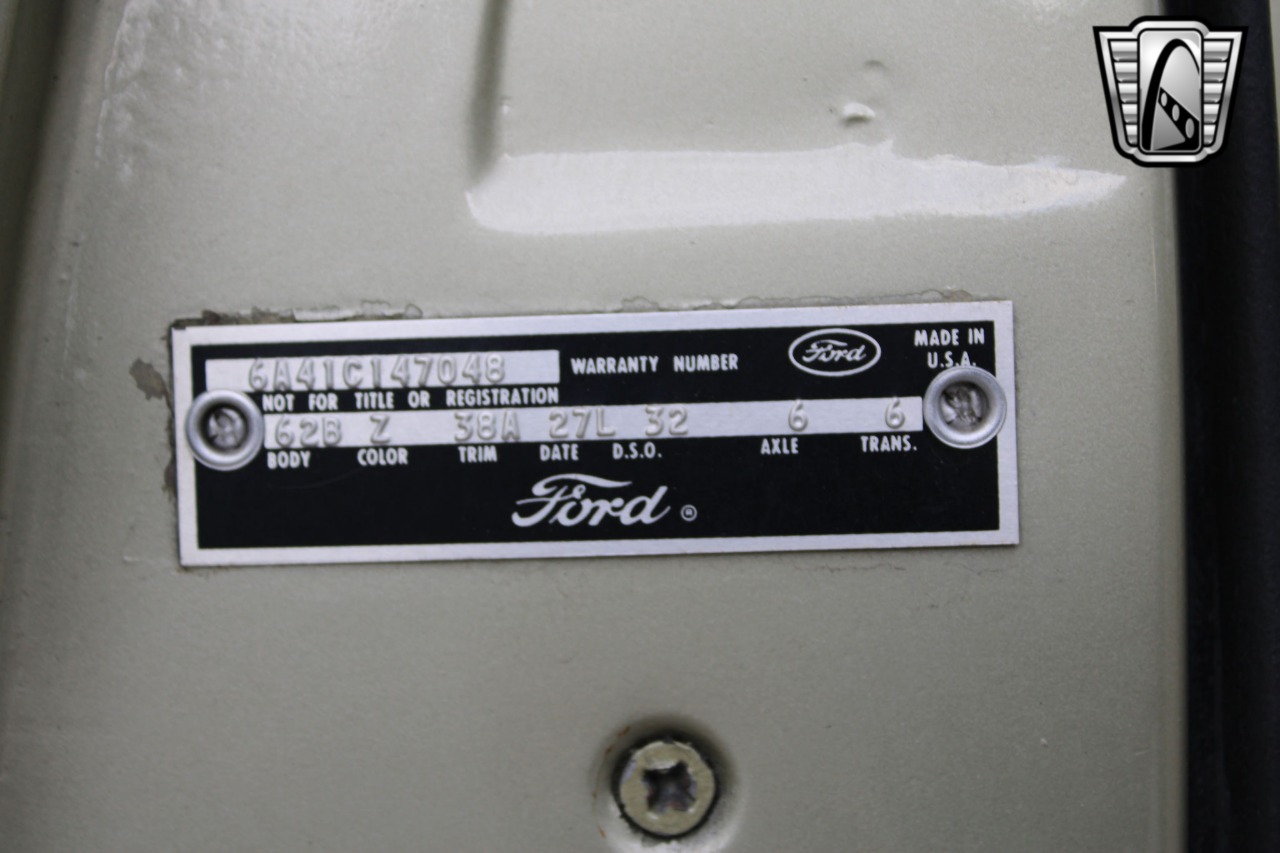 MADE IN
U.S.A.
Ford
6A41C147048 WARRANTY NUMBER
NOT FOR TITLE OR REGISTRATION
62B Z 38A 27L 32 6 6
BODY COLOR TRIM DATE D.S.O. AXLE TRANS.
Ford ®